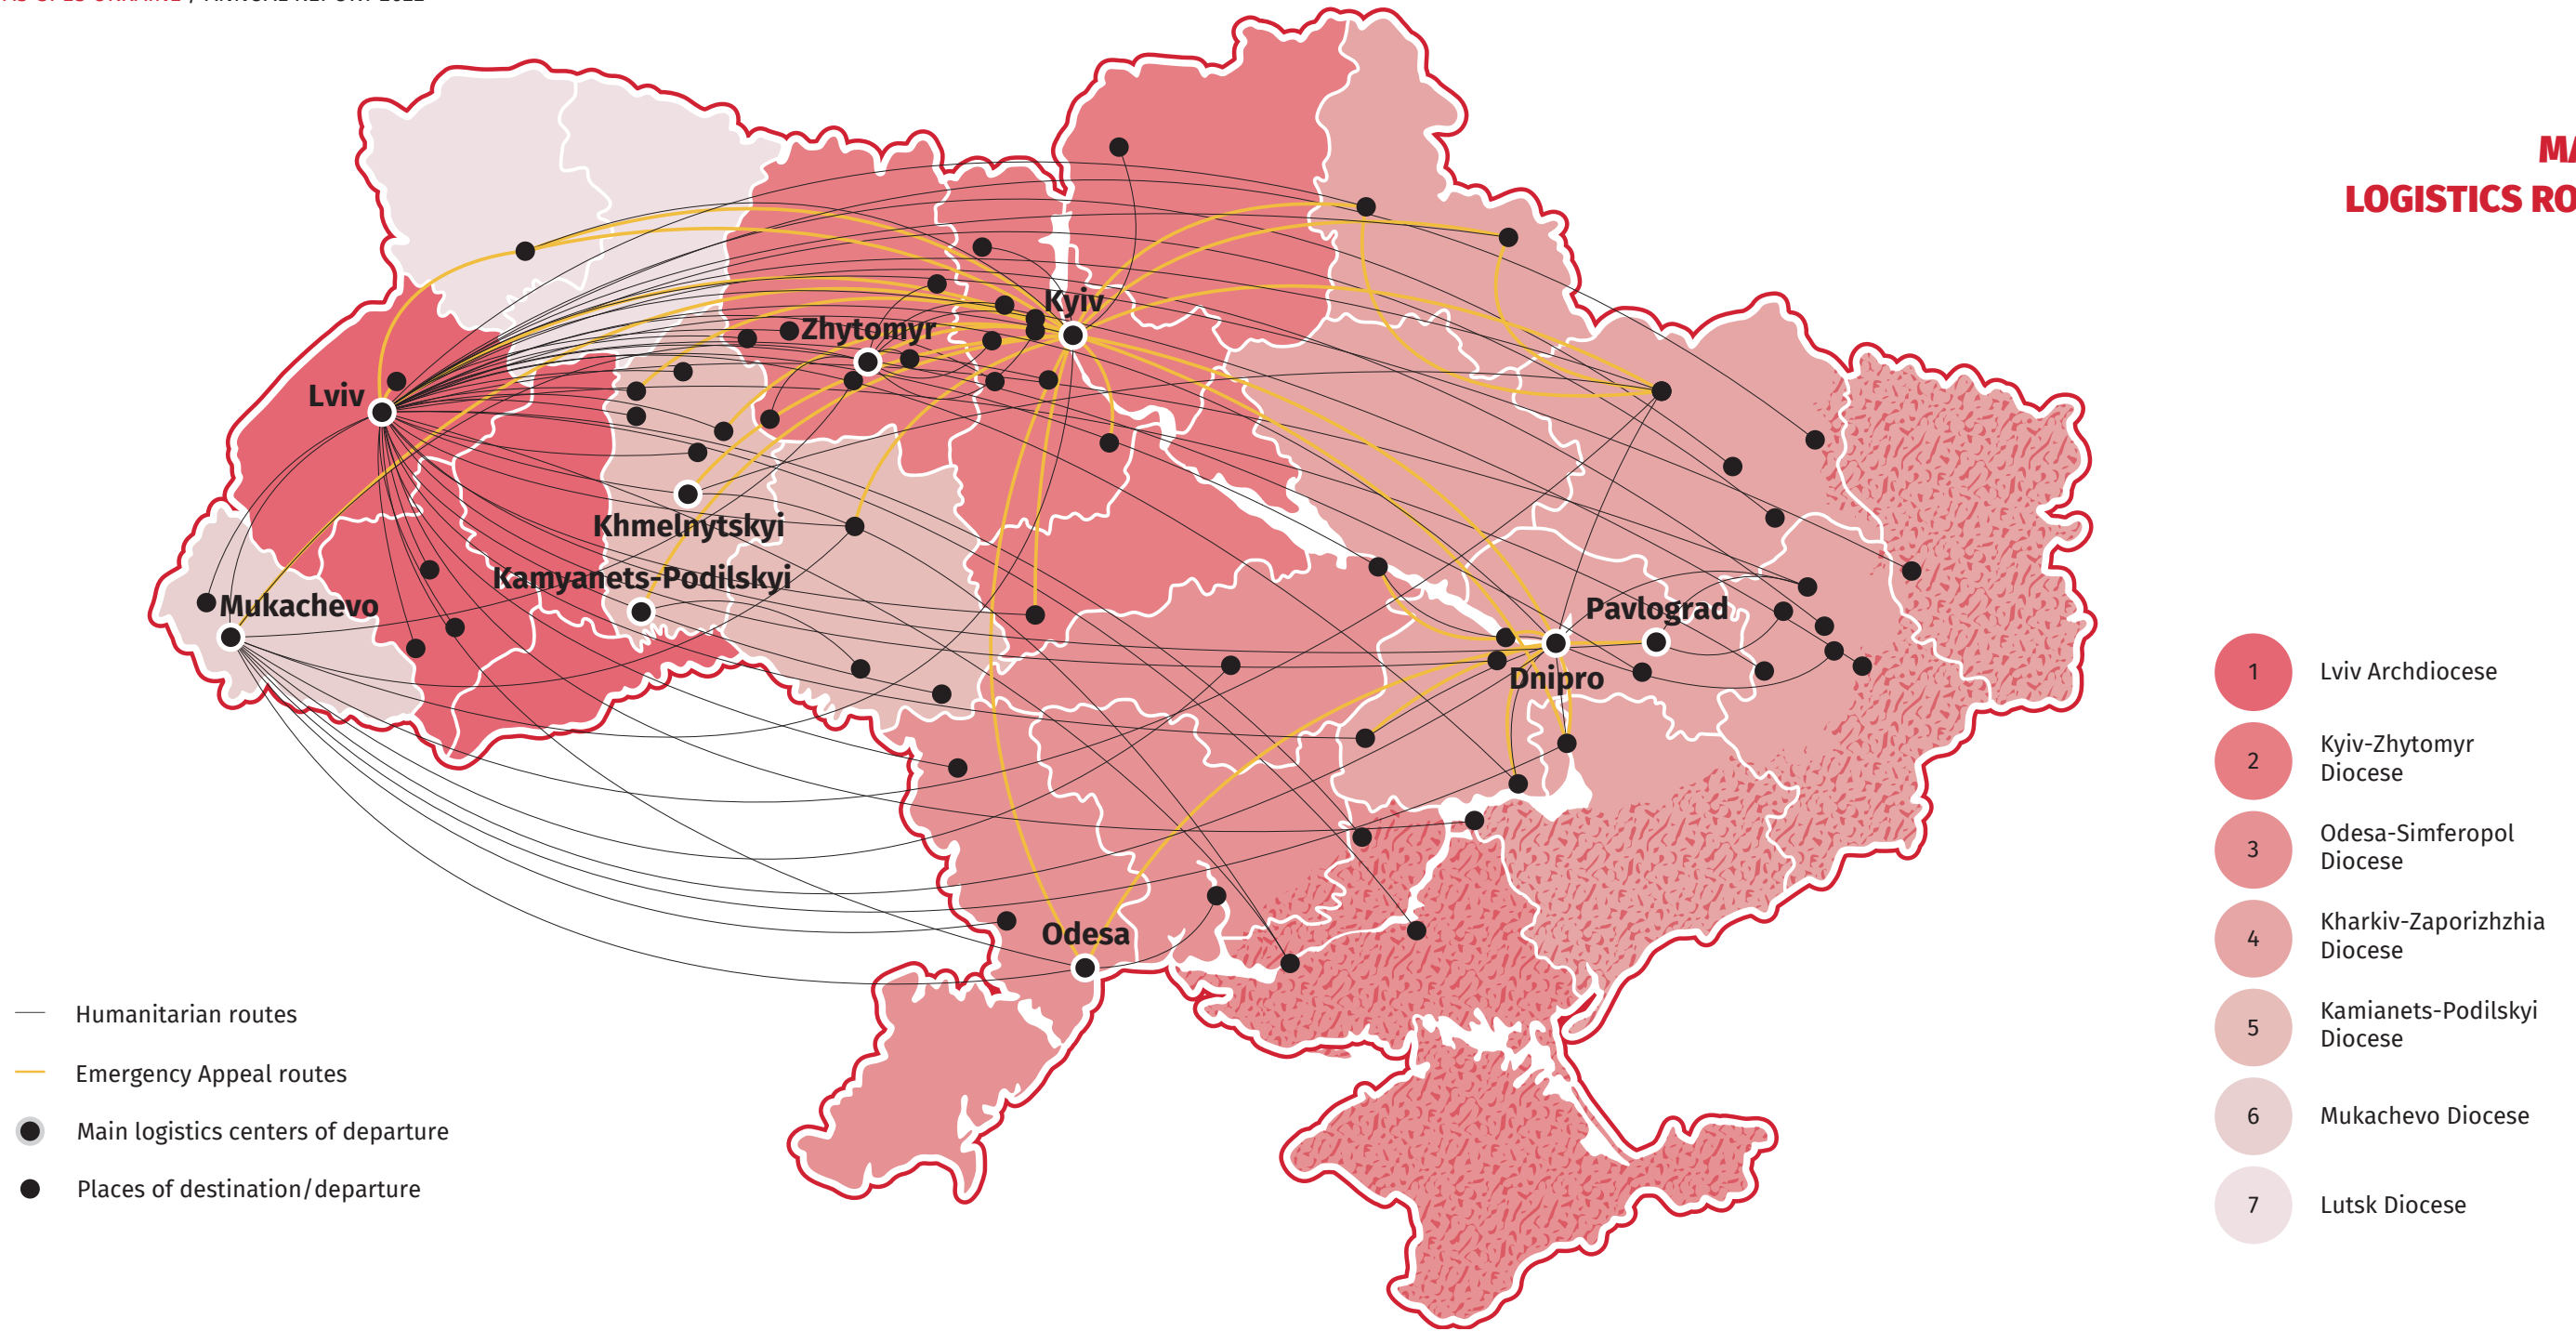 MA
LOGISTICS RO
Kyiv
Zhytomyr
Lviv
Khmelnytskyi
Kamyanets-Podilskyi
Mukachevo
Pavlograd
Dnipro
Odesa
Humanitarian routes
Emergency Appeal routes
Main logistics centers of departure
Places of destination/departure
1 Lviv Archdiocese
2 Kyiv-Zhytomyr
Diocese
3 Odesa-Simferopol
Diocese
4 Kharkiv-Zaporizhzhia
Diocese
5 Kamianets-Podilskyi
Diocese
6 Mukachevo Diocese
7 Lutsk Diocese